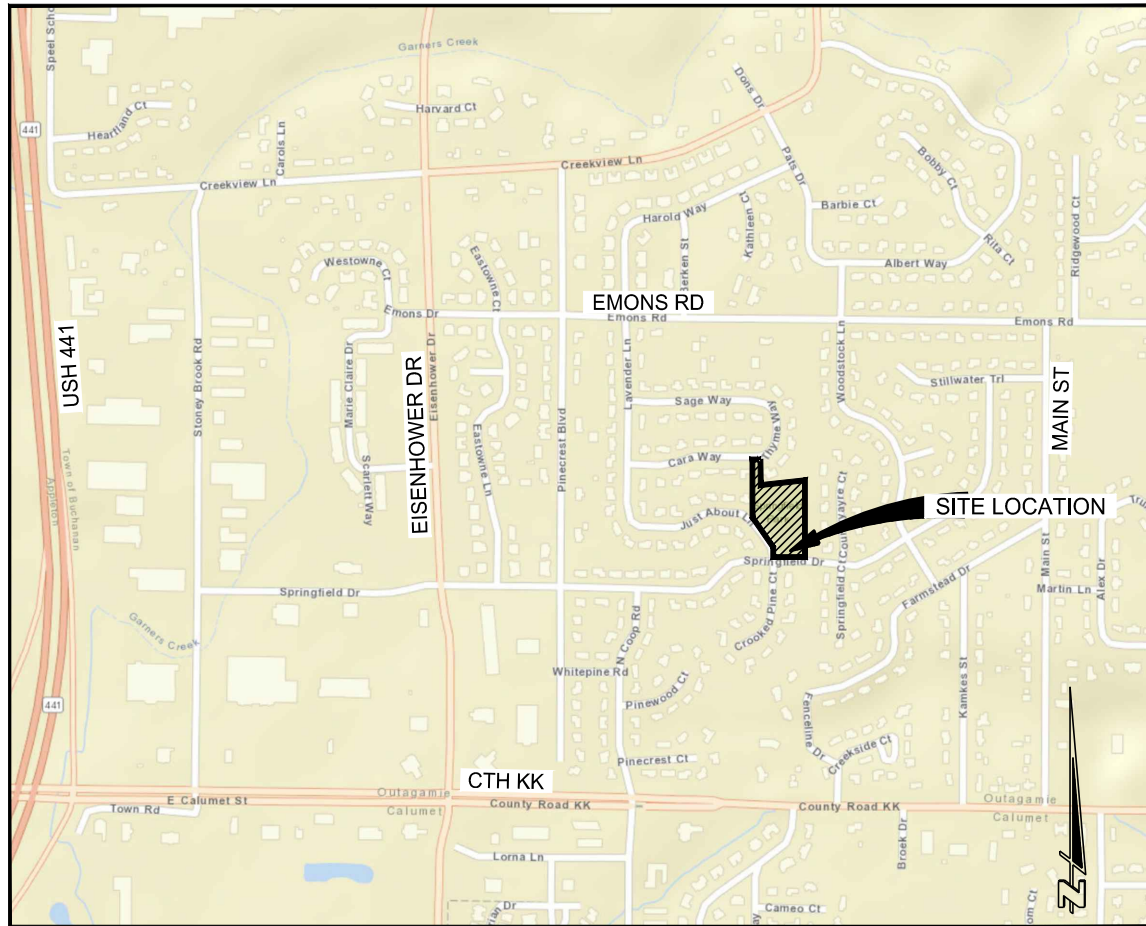 Speel Scho
Garners Creek
Dons Dr
441
Heartland Ct
Harvard Ct
Carols Ln
Creekview Ln
Creekview Ln
Pats Dr
Bobby Ct
Barbie Ct
Harold Way
Kathleen Ct
Berken St
Rita Ct
Ridgewood Ct
Albert Way
Westowne Ct
Eastowne Ct
EMONS RD
Emons Dr
Emons Rd
Emons Rd
USH 441
Stoney Brook Rd
Marie Claire Dr
EISENHOWER DR
Eisenhower Dr
Lavender Ln
Woodstock Ln
Stillwater Trl
MAIN ST
Sage Way
Thyme Way
Cara Way
Eastowne Ln
Pinecrest Blvd
Scarlett Way
Appleton
Town of Buchanan
Just About Ln
SITE LOCATION
Springfield Dr
Springfield Ct
Farmstead Dr
Main St
Martin Ln
Alex Dr
Tru
Springfield Dr
Garners Creek
Crooked Pine Ct
N Coop Rd
Whitepine Rd
Pinewood Ct
Kamkes St
Fenceline Dr
Creekside Ct
441
Pinecrest Ct
CTH KK
E Calumet St
Outagamie
Calumet
County Road KK
County Road KK
Outagamie
Calumet
Town Rd
Broek Dr
Lorna Ln
rian Dr
ay
Cameo Ct
om Ct
N